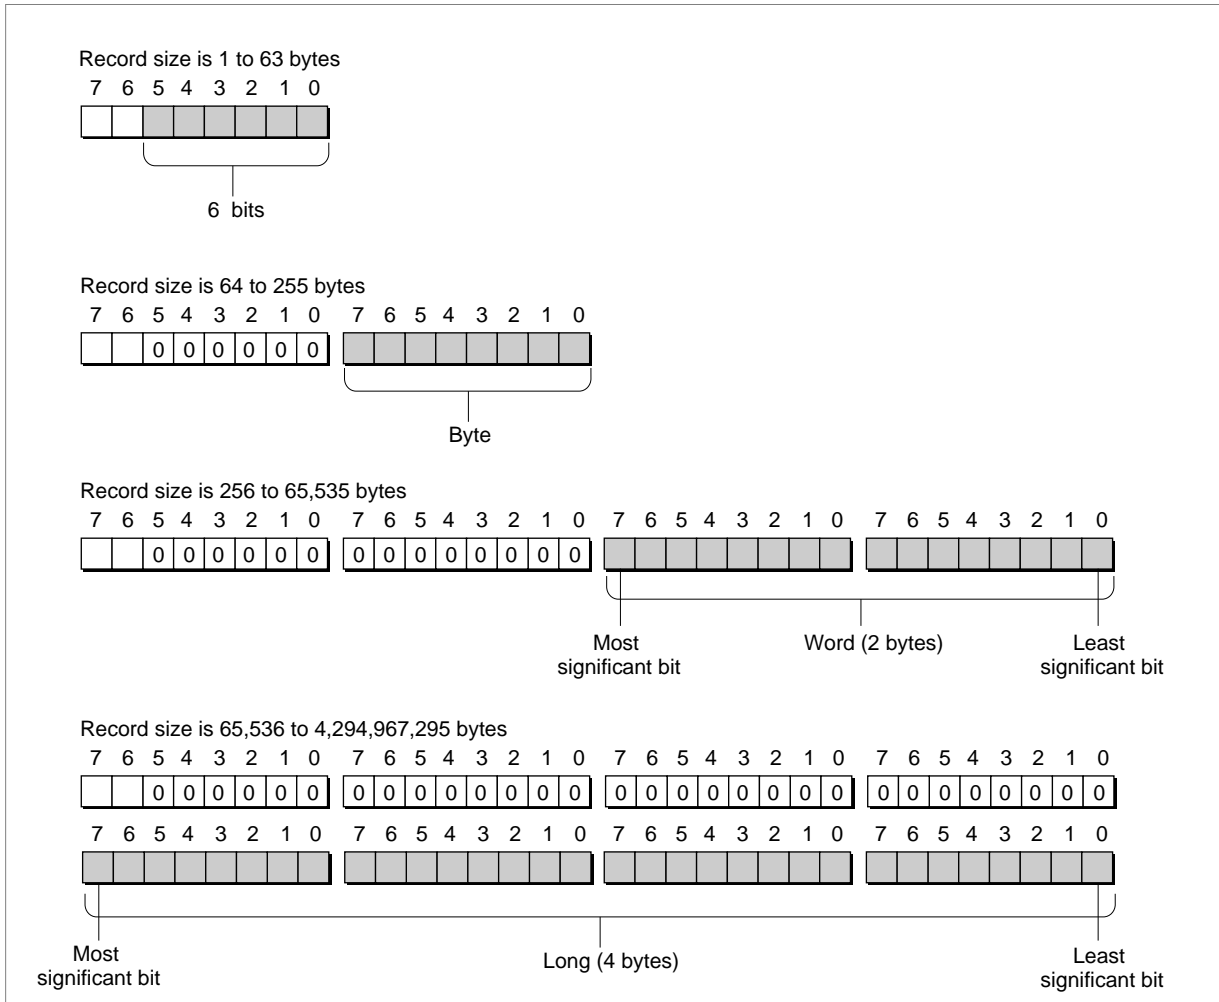 Record size is 1 to 63 bytes
7 6 5 4 3 2 1 0
6 bits
Record size is 64 to 255 bytes
7 6 5 4 3 2 1 0 7 6 5 4 3 2 1 0
0 0 0 0 0 0
Byte
Record size is 256 to 65,535 bytes
7 6 5 4 3 2 1 0 7 6 5 4 3 2 1 0 7 6 5 4 3 2 1 0 7 6 5 4 3 2 1 0
0 0 0 0 0 0 0 0 0 0 0 0 0 0
Most significant bit
Word (2 bytes)
Least significant bit
Record size is 65,536 to 4,294,967,295 bytes
7 6 5 4 3 2 1 0 7 6 5 4 3 2 1 0 7 6 5 4 3 2 1 0 7 6 5 4 3 2 1 0
0 0 0 0 0 0 0 0 0 0 0 0 0 0 0 0 0 0 0 0 0 0 0 0 0 0 0 0 0 0
7 6 5 4 3 2 1 0 7 6 5 4 3 2 1 0 7 6 5 4 3 2 1 0 7 6 5 4 3 2 1 0
Most significant bit
Long (4 bytes)
Least significant bit